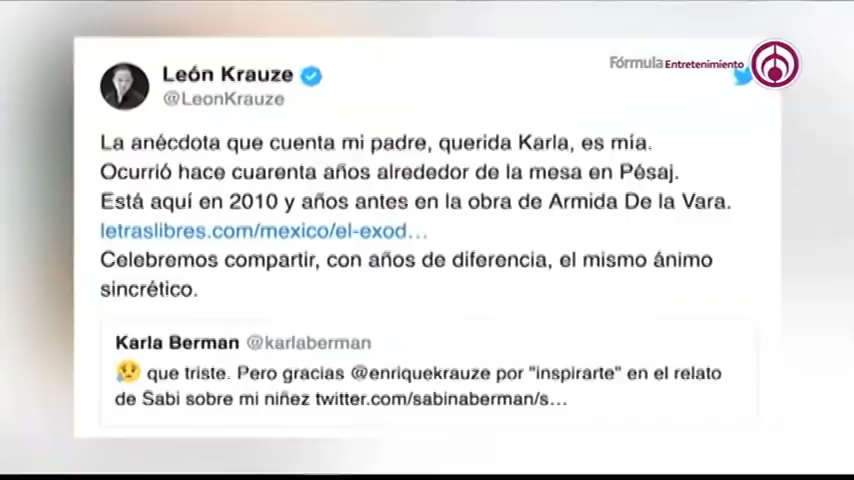 Fórmula Entretenimiento
León Krauze
@LeonKrauze
La anécdota que cuenta mi padre, querida Karla, es mía.
Ocurrió hace cuarenta años alrededor de la mesa en Pésaj.
Está aquí en 2010 y años antes en la obra de Armida De la Vara.
letraslibres.com/mexico/el-exod…
Celebremos compartir, con años de diferencia, el mismo ánimo
sincrético.
Karla Berman @karlaberman
😥 que triste. Pero gracias @enriquekrauze por "inspirarte" en el relato
de Sabi sobre mi niñez twitter.com/sabinaberman/s…